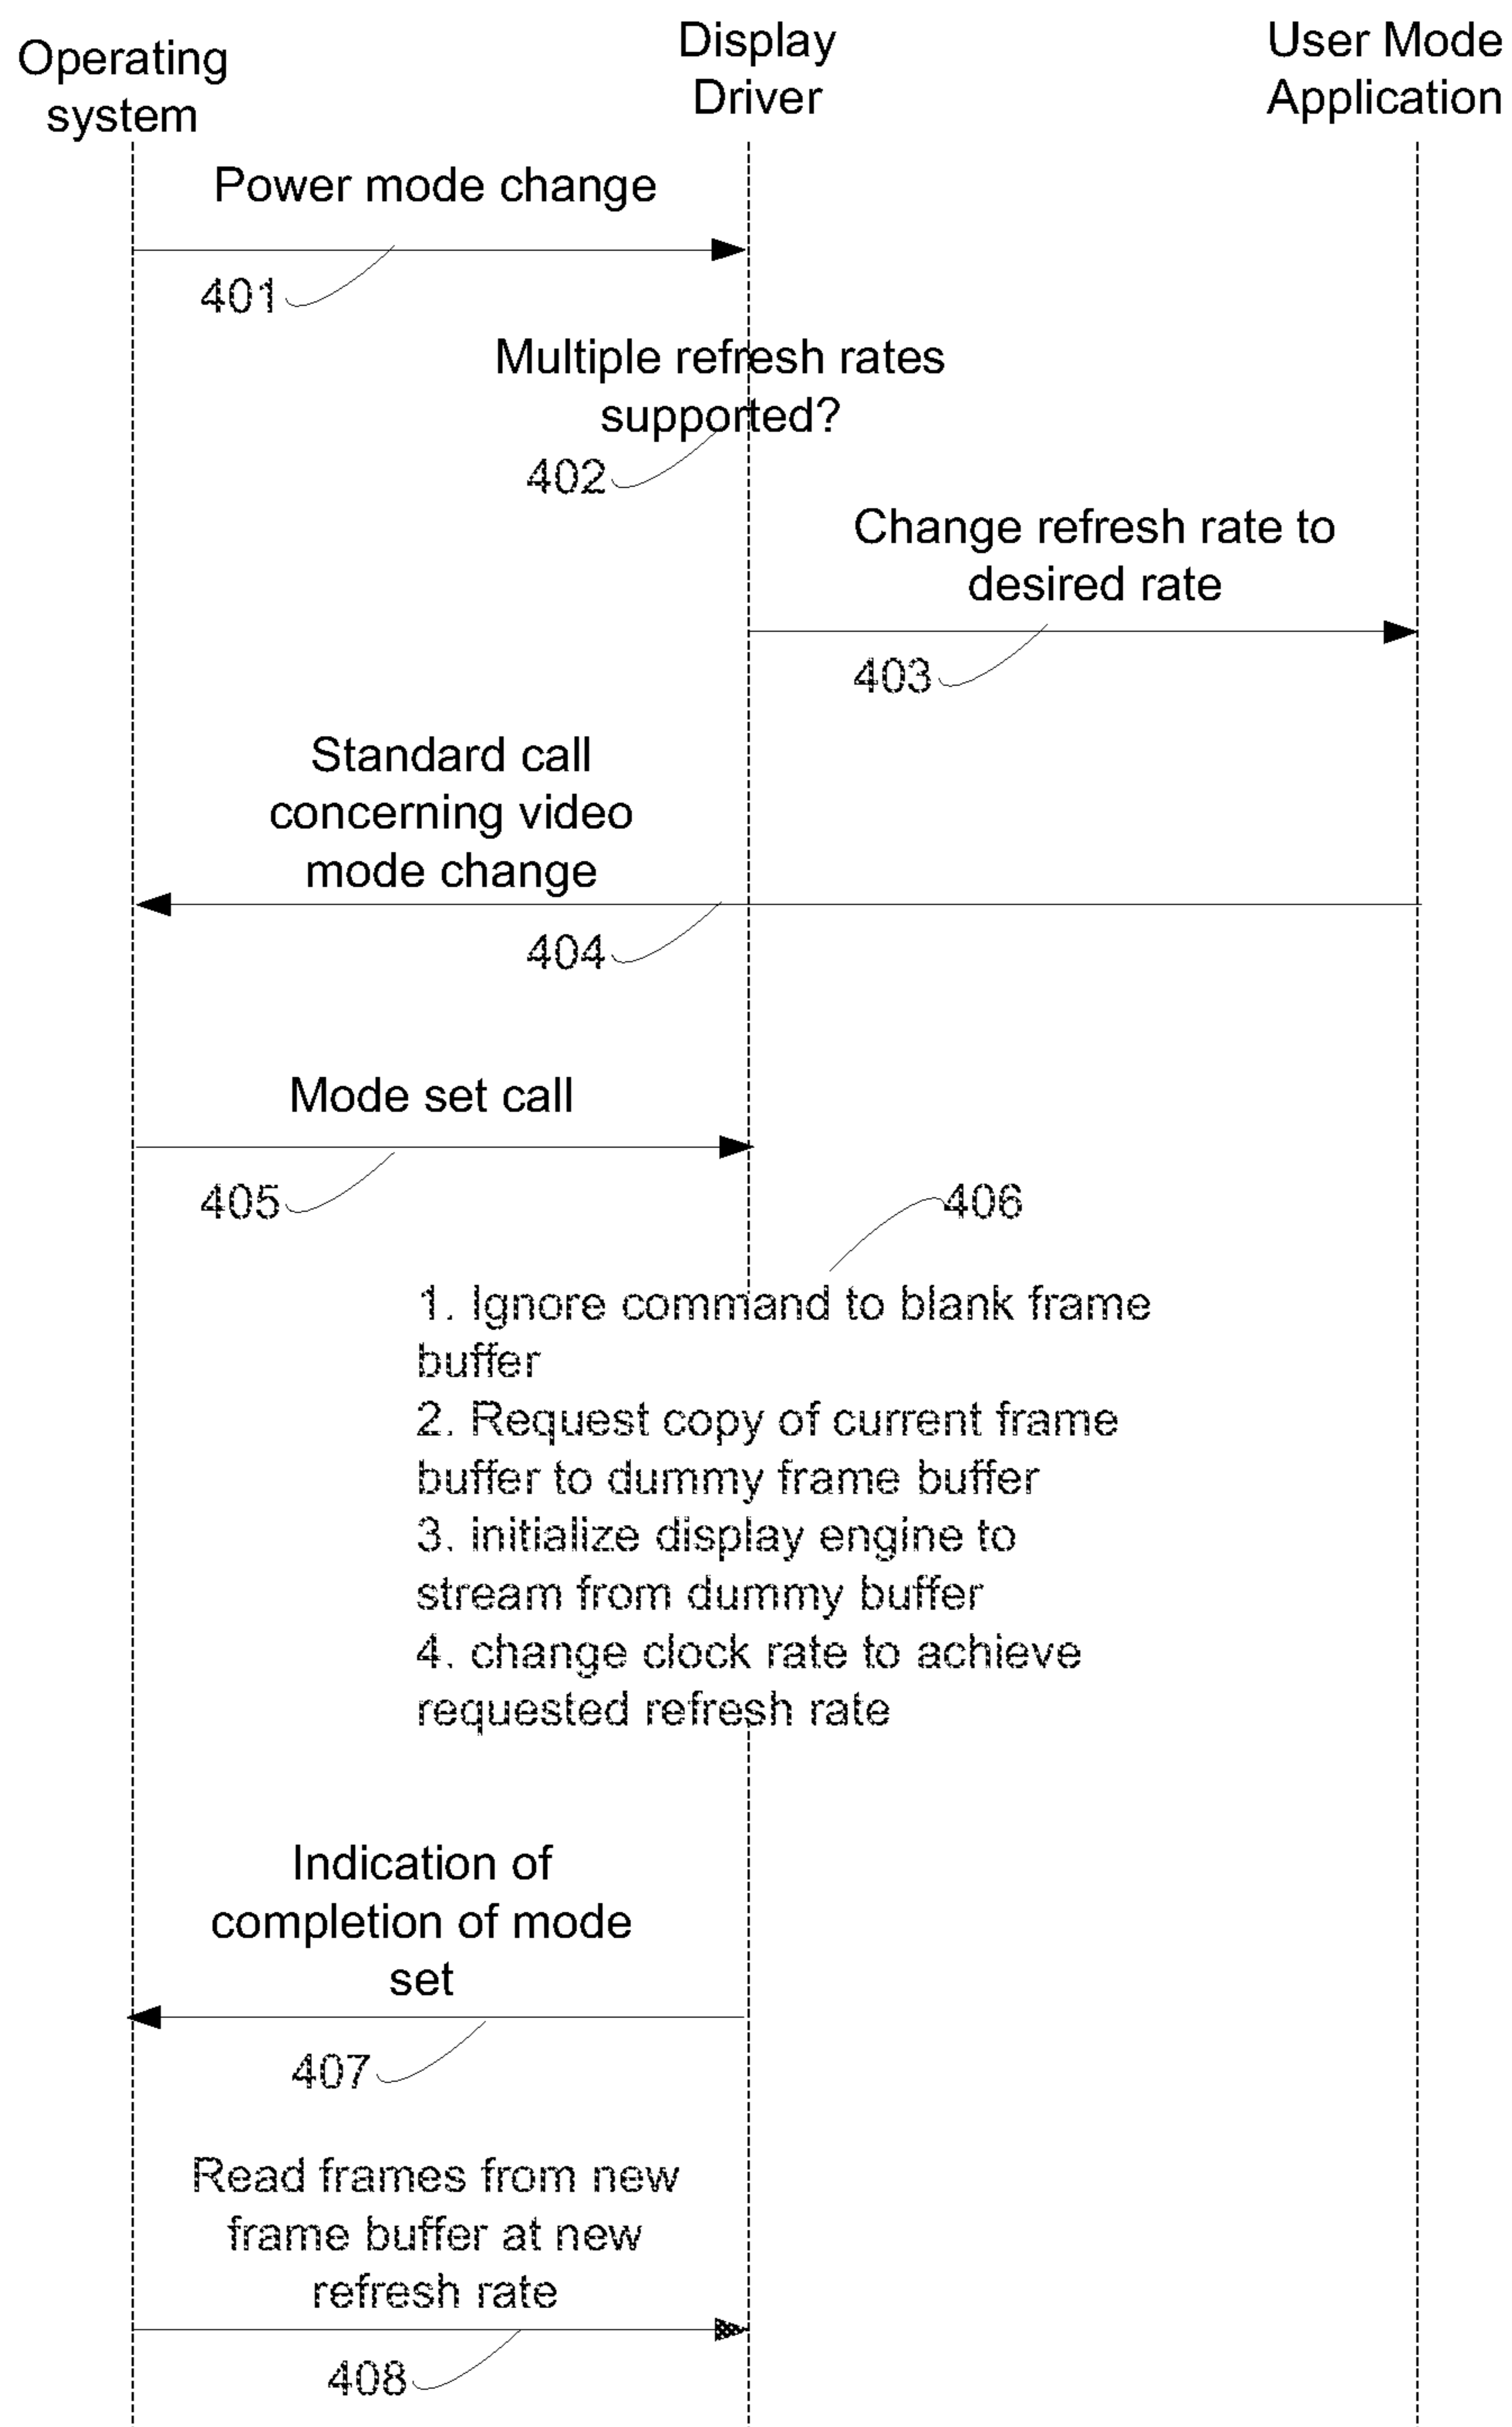 Operating
system
Display
Driver
User Mode
Application
Power mode change
401
Multiple refresh rates
supported?
402
Change refresh rate to
desired rate
403
Standard call
concerning video
mode change
404
Mode set call
405
406
1. Ignore command to blank frame
buffer
2. Request copy of current frame
buffer to dummy frame buffer
3. initialize display engine to
stream from dummy buffer
4. change clock rate to achieve
requested refresh rate
Indication of
completion of mode
set
407
Read frames from new
frame buffer at new
refresh rate
408